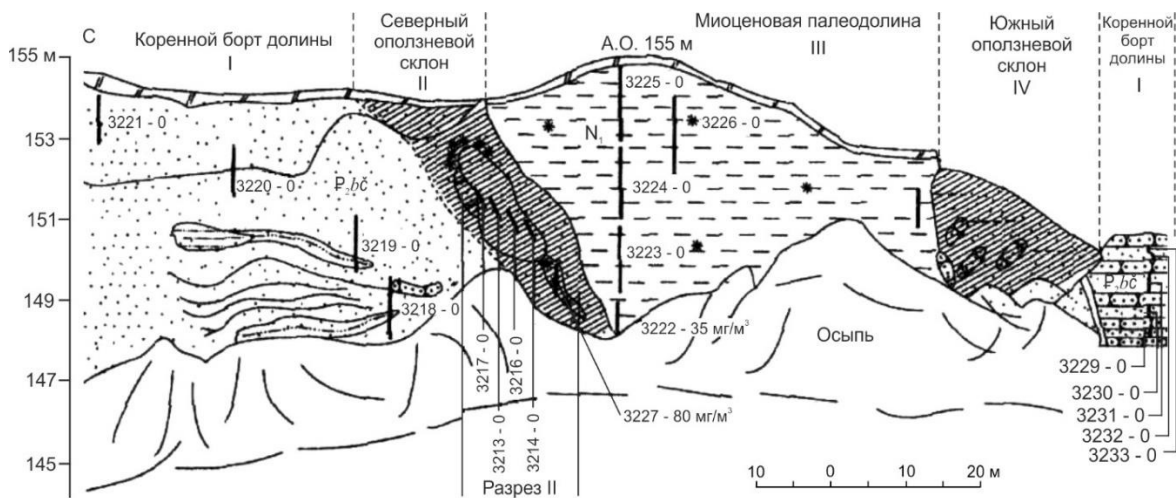 С
Коренной борт долины
I
Северный
оползневой
склон
II
Миоценовая палеодолина
III
А.О. 155 м
Южный
оползневой
склон
IV
Коренной
борт
долины
I
155 м
153
151
149
147
145
3221 - 0
3220 - 0
P₂bč
3219 - 0
3218 - 0
N₁
3225 - 0
3226 - 0
3224 - 0
3223 - 0
3222 - 35 мг/м³
3227 - 80 мг/м³
3217 - 0
3213 - 0
3216 - 0
3214 - 0
Разрез II
Осыпь
P₂bč
3229 - 0
3230 - 0
3231 - 0
3232 - 0
3233 - 0
10 0 10 20 м